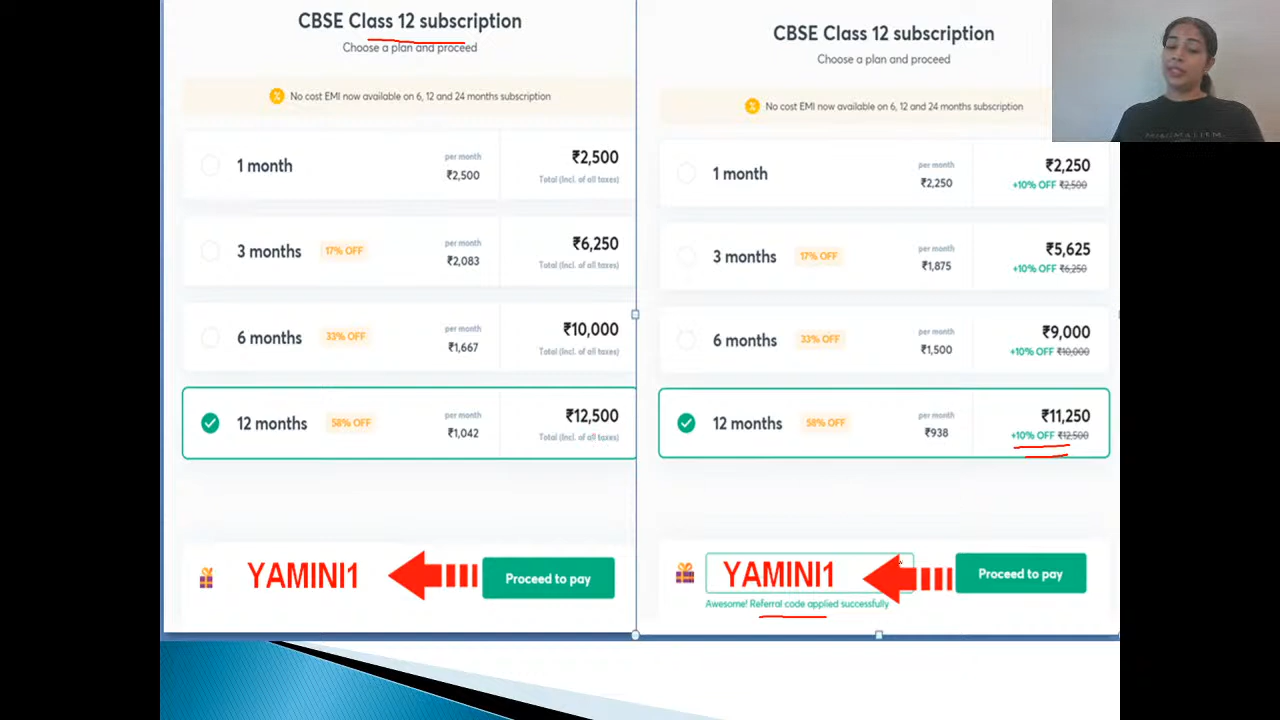 CBSE Class 12 subscription
Choose a plan and proceed
No cost EMI now available on 6, 12 and 24 months subscription
1 month
per month
₹2,500
₹2,500
Total (Incl. of all taxes)
3 months
17% OFF
per month
₹2,083
₹6,250
Total (Incl. of all taxes)
6 months
33% OFF
per month
₹1,667
₹10,000
Total (Incl. of all taxes)
12 months
58% OFF
per month
₹1,042
₹12,500
Total (Incl. of all taxes)
YAMINI1
Proceed to pay
CBSE Class 12 subscription
Choose a plan and proceed
No cost EMI now available on 6, 12 and 24 months subscription
1 month
per month
₹2,250
₹2,250
+10% OFF ₹2,500
3 months
17% OFF
per month
₹1,875
₹5,625
+10% OFF ₹6,250
6 months
33% OFF
per month
₹1,500
₹9,000
+10% OFF ₹10,000
12 months
58% OFF
per month
₹938
₹11,250
+10% OFF ₹12,500
YAMINI1
Proceed to pay
Awesome! Referral code applied successfully